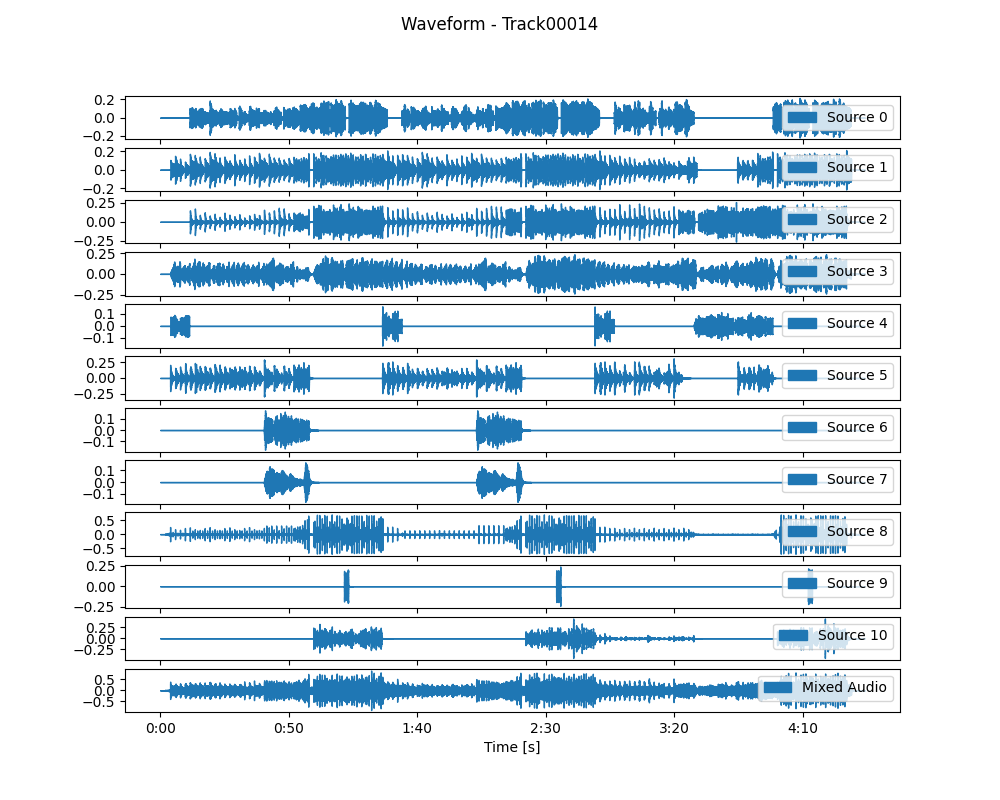 Waveform - Track00014
0.2
0.0
−0.2
Source 0
0.2
0.0
−0.2
Source 1
0.25
0.00
−0.25
Source 2
0.25
0.00
−0.25
Source 3
0.1
0.0
−0.1
Source 4
0.25
0.00
−0.25
Source 5
0.1
0.0
−0.1
Source 6
0.1
0.0
−0.1
Source 7
0.5
0.0
−0.5
Source 8
0.25
0.00
−0.25
Source 9
0.25
0.00
−0.25
Source 10
0.5
0.0
−0.5
Mixed Audio
0:00 0:50 1:40 2:30 3:20 4:10
Time [s]